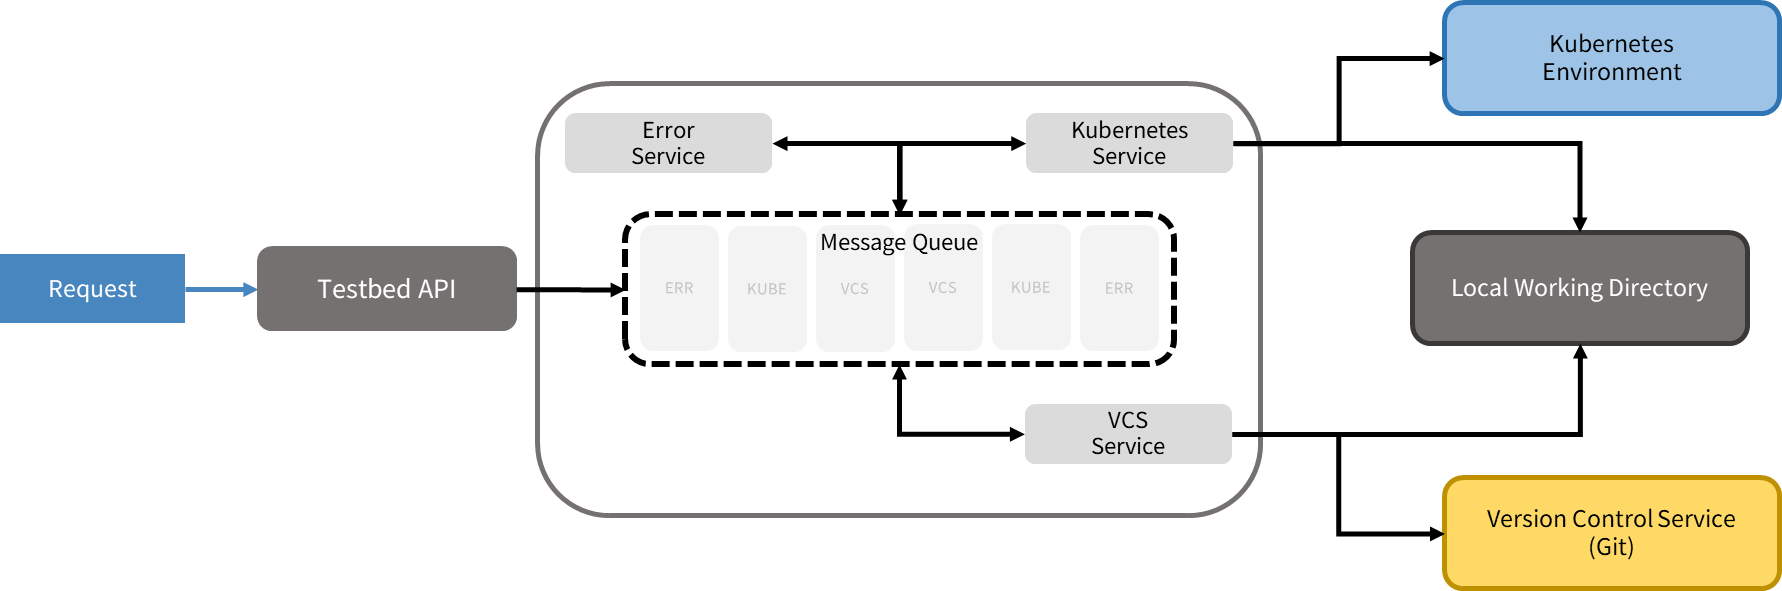 Kubernetes
Environment
Error
Service
Kubernetes
Service
Message Queue
Request
Testbed API
ERR
KUBE
VCS
VCS
KUBE
ERR
Local Working Directory
VCS
Service
Version Control Service
(Git)